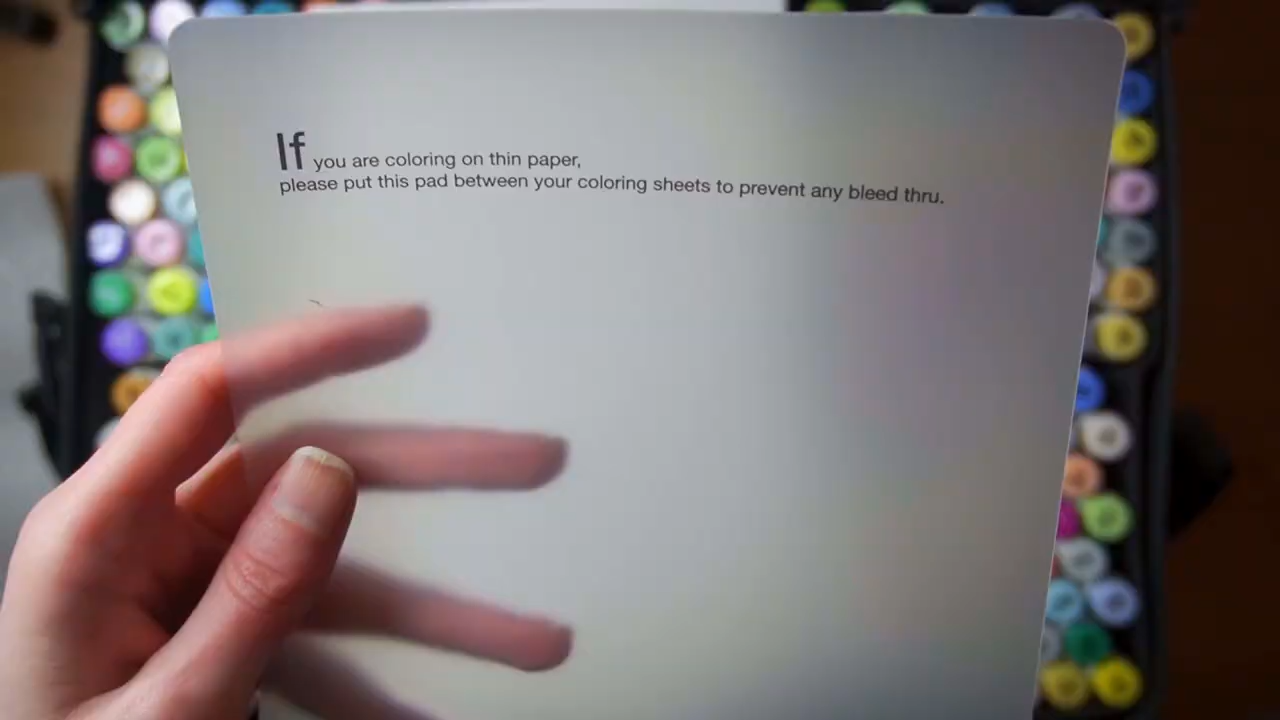 If you are coloring on thin paper,
please put this pad between your coloring sheets to prevent any bleed thru.